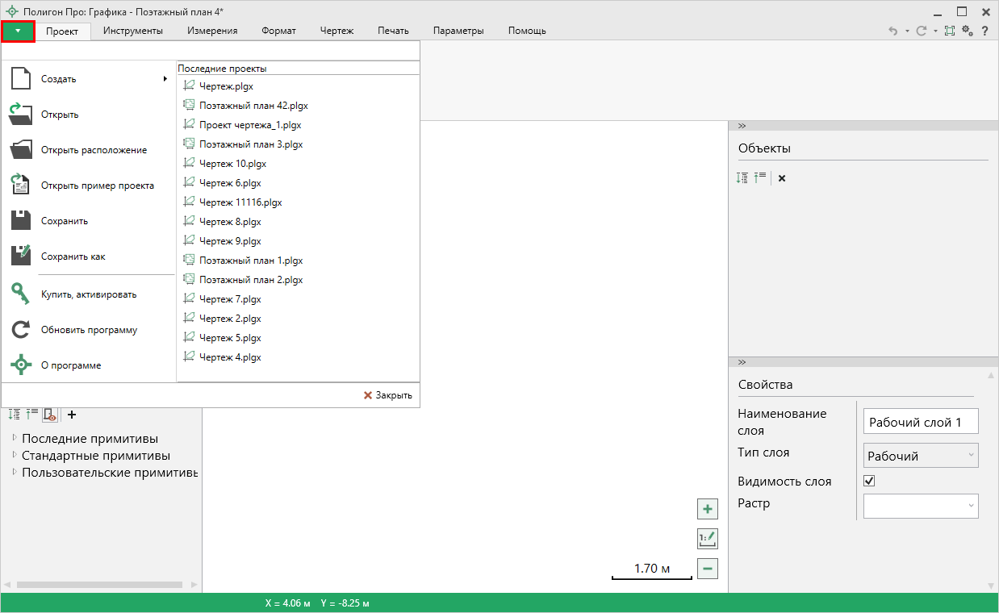 Полигон Про: Графика - Поэтажный план 4*
Проект
Инструменты
Измерения
Формат
Чертеж
Печать
Параметры
Помощь
?
Создать
Открыть
Открыть расположение
Открыть пример проекта
Сохранить
Сохранить как
Купить, активировать
Обновить программу
О программе
Последние проекты
Чертеж.plgx
Поэтажный план 42.plgx
Проект чертежа_1.plgx
Поэтажный план 3.plgx
Чертеж 10.plgx
Чертеж 6.plgx
Чертеж 11116.plgx
Чертеж 8.plgx
Чертеж 9.plgx
Поэтажный план 1.plgx
Поэтажный план 2.plgx
Чертеж 7.plgx
Чертеж 2.plgx
Чертеж 5.plgx
Чертеж 4.plgx
Закрыть
Последние примитивы
Стандартные примитивы
Пользовательские примитивы
Объекты
Свойства
Наименование
слоя
Рабочий слой 1
Тип слоя
Рабочий
Видимость слоя
Растр
1:
1.70 м
X = 4.06 м Y = -8.25 м